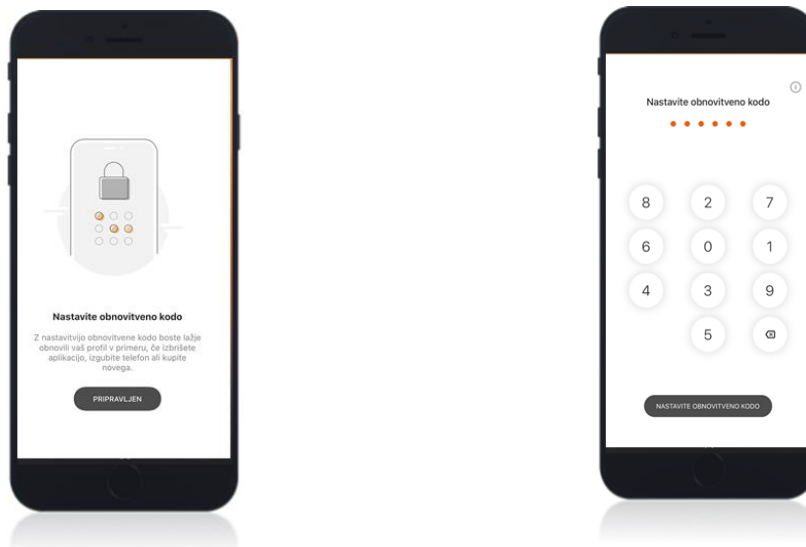 Nastavite obnovitveno kodo
Z nastavitvijo obnovitvene kodo boste lažje
obnovili vaš profil v primeru, če izbrišete
aplikacijo, izgubite telefon ali kupite
novega.
PRIPRAVLJEN
Nastavite obnovitveno kodo
8 2 7
6 0 1
4 3 9
5
NASTAVITE OBNOVITVENO KODO